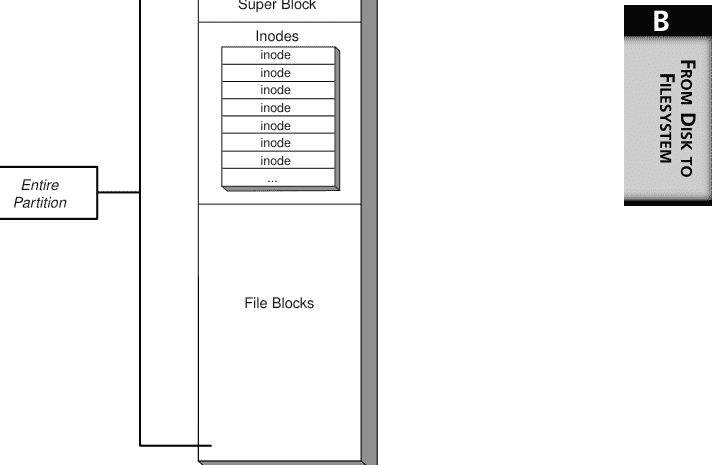 Super Block
Inodes
inode
inode
inode
inode
inode
inode
inode
...
Entire
Partition
File Blocks
B
FROM DISK TO
FILESYSTEM